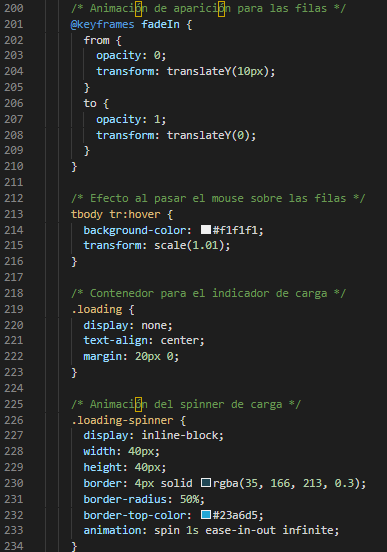 200 /* Animación de aparición para las filas */
201 @keyframes fadeIn {
202 from {
203 opacity: 0;
204 transform: translateY(10px);
205 }
206 to {
207 opacity: 1;
208 transform: translateY(0);
209 }
210 }
211
212 /* Efecto al pasar el mouse sobre las filas */
213 tbody tr:hover {
214 background-color: #f1f1f1;
215 transform: scale(1.01);
216 }
217
218 /* Contenedor para el indicador de carga */
219 .loading {
220 display: none;
221 text-align: center;
222 margin: 20px 0;
223 }
224
225 /* Animación del spinner de carga */
226 .loading-spinner {
227 display: inline-block;
228 width: 40px;
229 height: 40px;
230 border: 4px solid rgba(35, 166, 213, 0.3);
231 border-radius: 50%;
232 border-top-color: #23a6d5;
233 animation: spin 1s ease-in-out infinite;
234 }